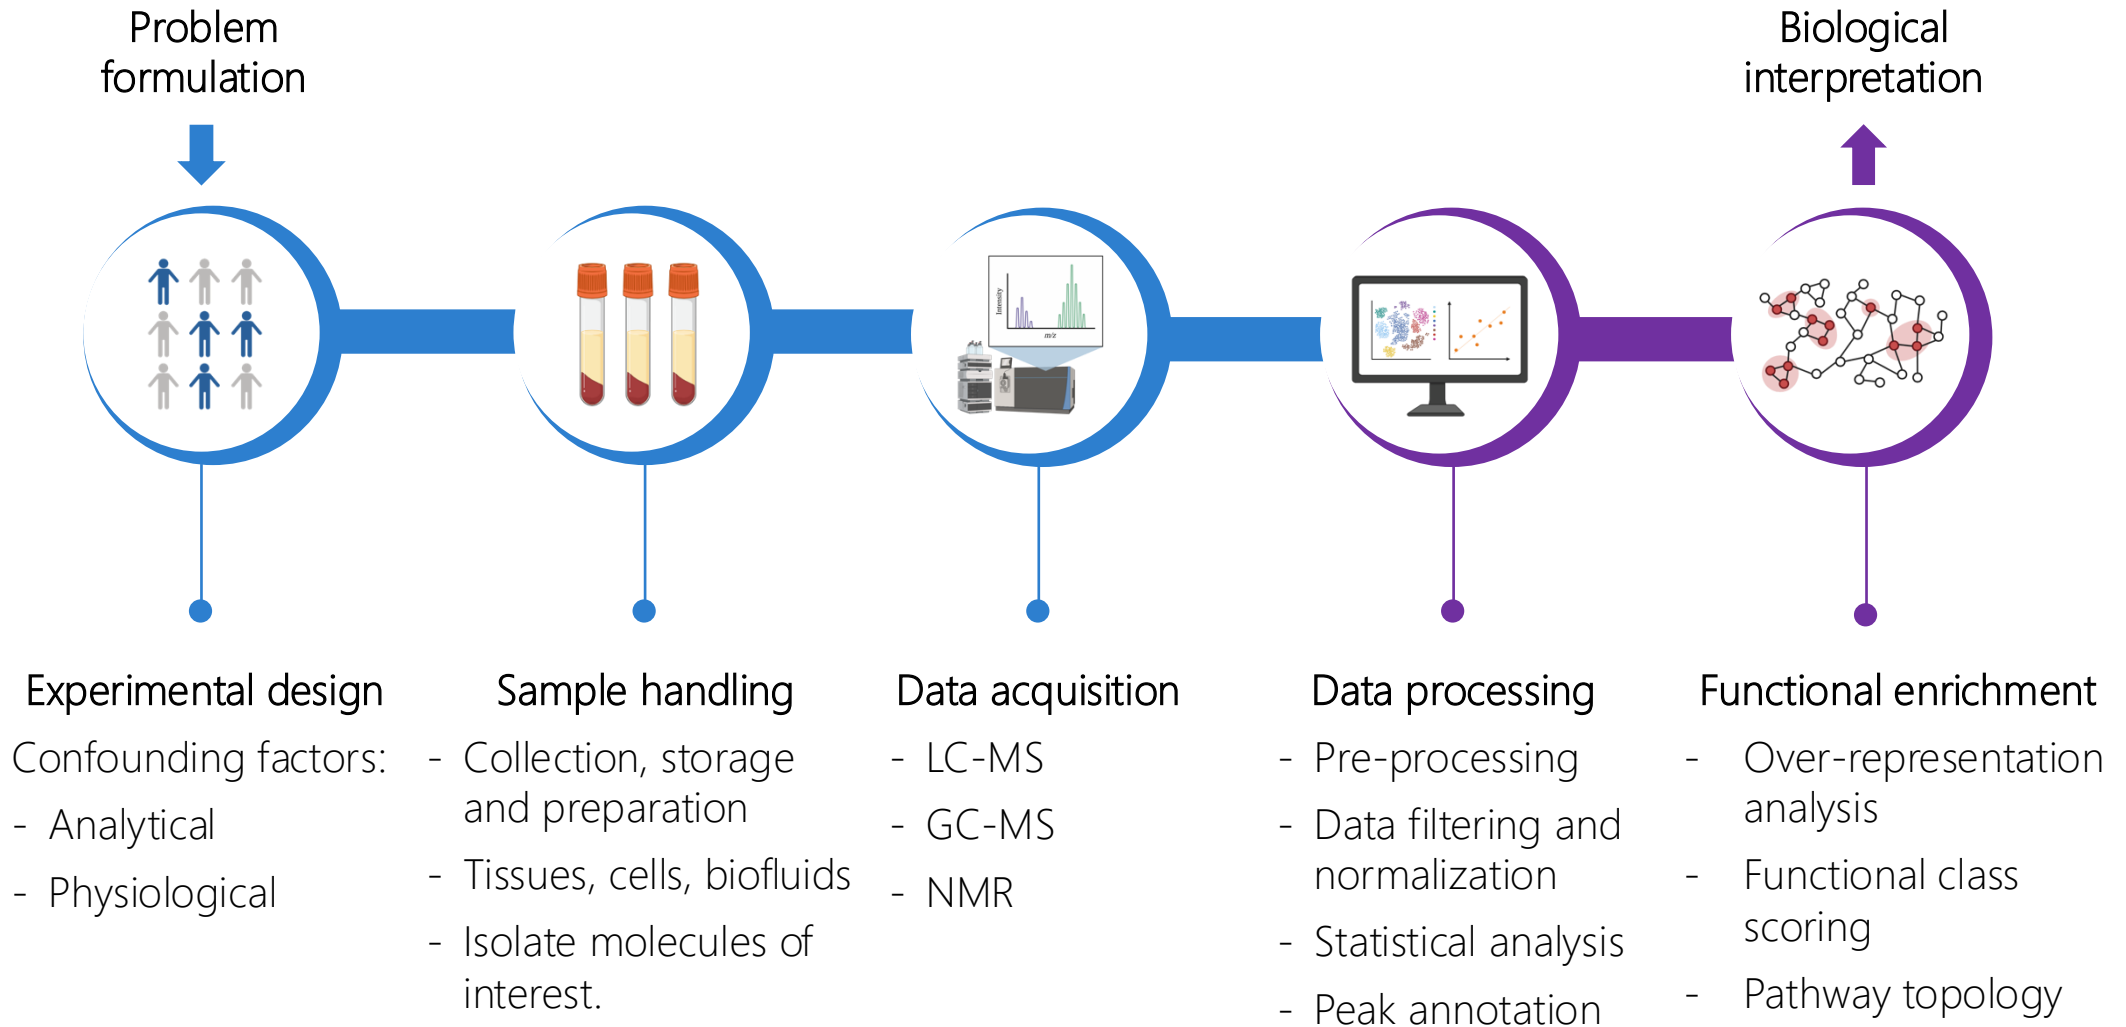 Problem
formulation
Biological
interpretation
Intensity
m/z
Experimental design
Confounding factors:
- Analytical
- Physiological
Sample handling
- Collection, storage
and preparation
- Tissues, cells, biofluids
- Isolate molecules of
interest.
Data acquisition
- LC-MS
- GC-MS
- NMR
Data processing
- Pre-processing
- Data filtering and
normalization
- Statistical analysis
- Peak annotation
Functional enrichment
- Over-representation
analysis
- Functional class
scoring
- Pathway topology